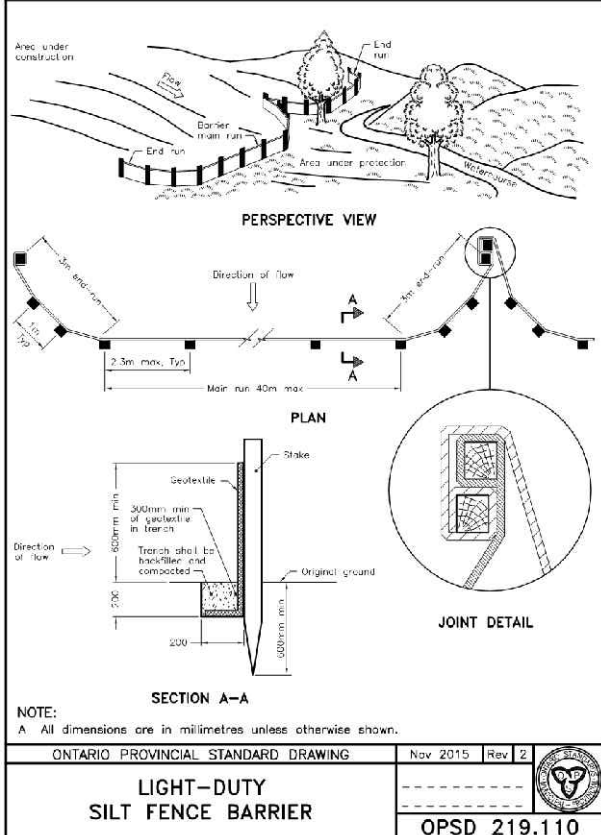 Area under
construction
Flow
End
run
Barrier
main run
End run
Area under protection
Watercourse
PERSPECTIVE VIEW
3m end-run
Direction of flow
3m end-run
A
1m
Typ
2.3m max, Typ
A
Main run 40m max
PLAN
Stake
Geotextile
600mm min
300mm min
of geotextile
in trench
Direction
of flow
Trench shall be
backfilled and
compacted
Original ground
200
200
600mm min
JOINT DETAIL
SECTION A-A
NOTE:
A All dimensions are in millimetres unless otherwise shown.
ONTARIO PROVINCIAL STANDARD DRAWING
Nov 2015 Rev 2
LIGHT-DUTY
SILT FENCE BARRIER
OPSD 219.110